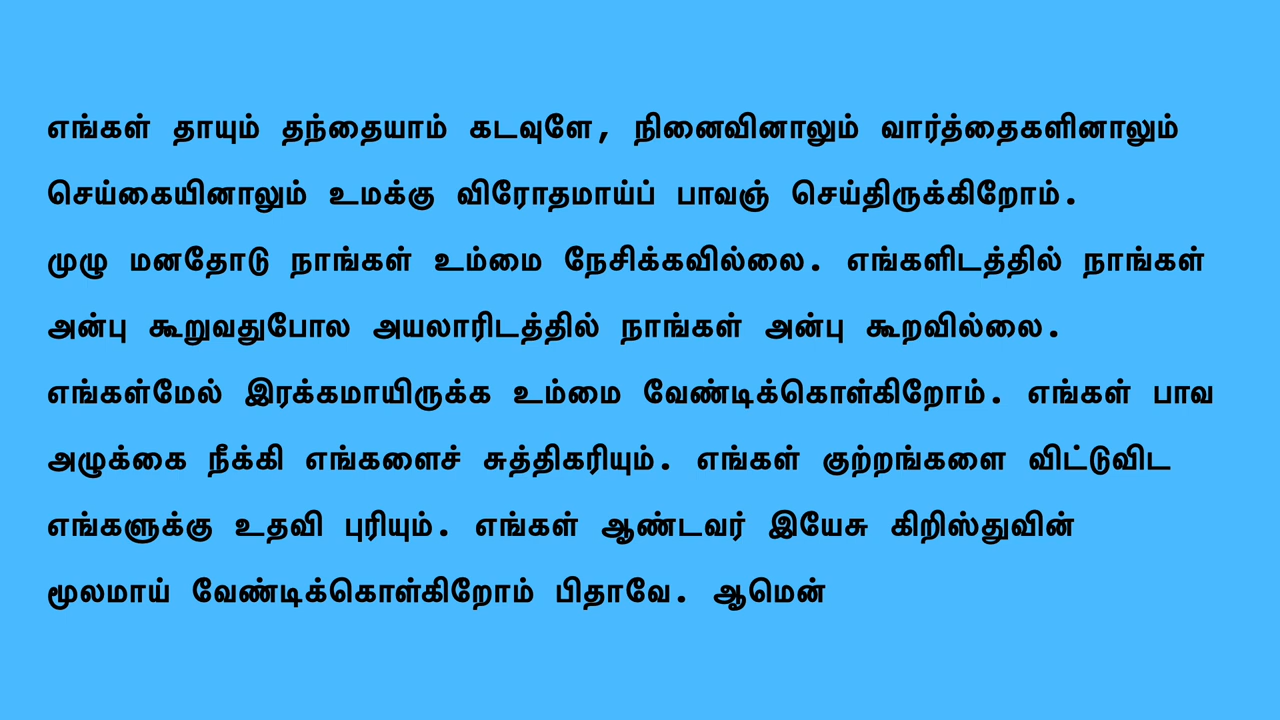 எங்கள் தாயும் தந்தையாம் கடவுளே, நினைவினாலும் வார்த்தைகளினாலும்
செய்கையினாலும் உமக்கு விரோதமாய்ப் பாவஞ் செய்திருக்கிறோம்.
முழு மனதோடு நாங்கள் உம்மை நேசிக்கவில்லை. எங்களிடத்தில் நாங்கள்
அன்பு கூறுவதுபோல அயலாரிடத்தில் நாங்கள் அன்பு கூறவில்லை.
எங்கள்மேல் இரக்கமாயிருக்க உம்மை வேண்டிக்கொள்கிறோம். எங்கள் பாவ
அழுக்கை நீக்கி எங்களைச் சுத்திகரியும். எங்கள் குற்றங்களை விட்டுவிட
எங்களுக்கு உதவி புரியும். எங்கள் ஆண்டவர் இயேசு கிறிஸ்துவின்
மூலமாய் வேண்டிக்கொள்கிறோம் பிதாவே. ஆமென்